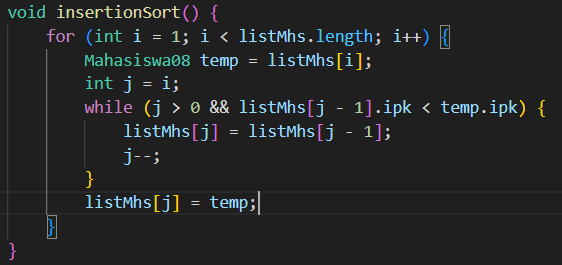 void insertionSort() {
    for (int i = 1; i < listMhs.length; i++) {
        Mahasiswa08 temp = listMhs[i];
        int j = i;
        while (j > 0 && listMhs[j - 1].ipk < temp.ipk) {
            listMhs[j] = listMhs[j - 1];
            j--;
        }
        listMhs[j] = temp;
    }
}